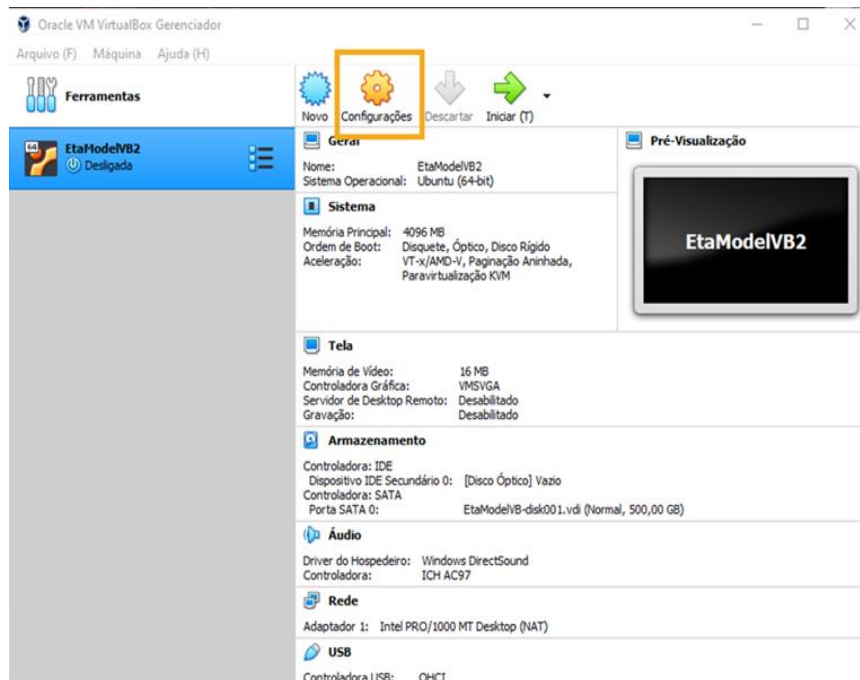 Oracle VM VirtualBox Gerenciador
Arquivo (F) Máquina Ajuda (H)
Ferramentas
Novo Configurações Descartar Iniciar (T)
64
EtaModelVB2
Desligada
Geral
Nome: EtaModelVB2
Sistema Operacional: Ubuntu (64-bit)
Sistema
Memória Principal: 4096 MB
Ordem de Boot: Disquete, Óptico, Disco Rígido
Aceleração: VT-x/AMD-V, Paginação Aninhada,
Paravirtualização KVM
Pré-Visualização
EtaModelVB2
Tela
Memória de Vídeo: 16 MB
Controladora Gráfica: VMSVGA
Servidor de Desktop Remoto: Desabilitado
Gravação: Desabilitado
Armazenamento
Controladora: IDE
Dispositivo IDE Secundário 0: [Disco Óptico] Vazio
Controladora: SATA
Porta SATA 0: EtaModelVB-disk001.vdi (Normal, 500,00 GB)
Áudio
Driver do Hospedeiro: Windows DirectSound
Controladora: ICH AC97
Rede
Adaptador 1: Intel PRO/1000 MT Desktop (NAT)
USB
Controladora USB: OHCI